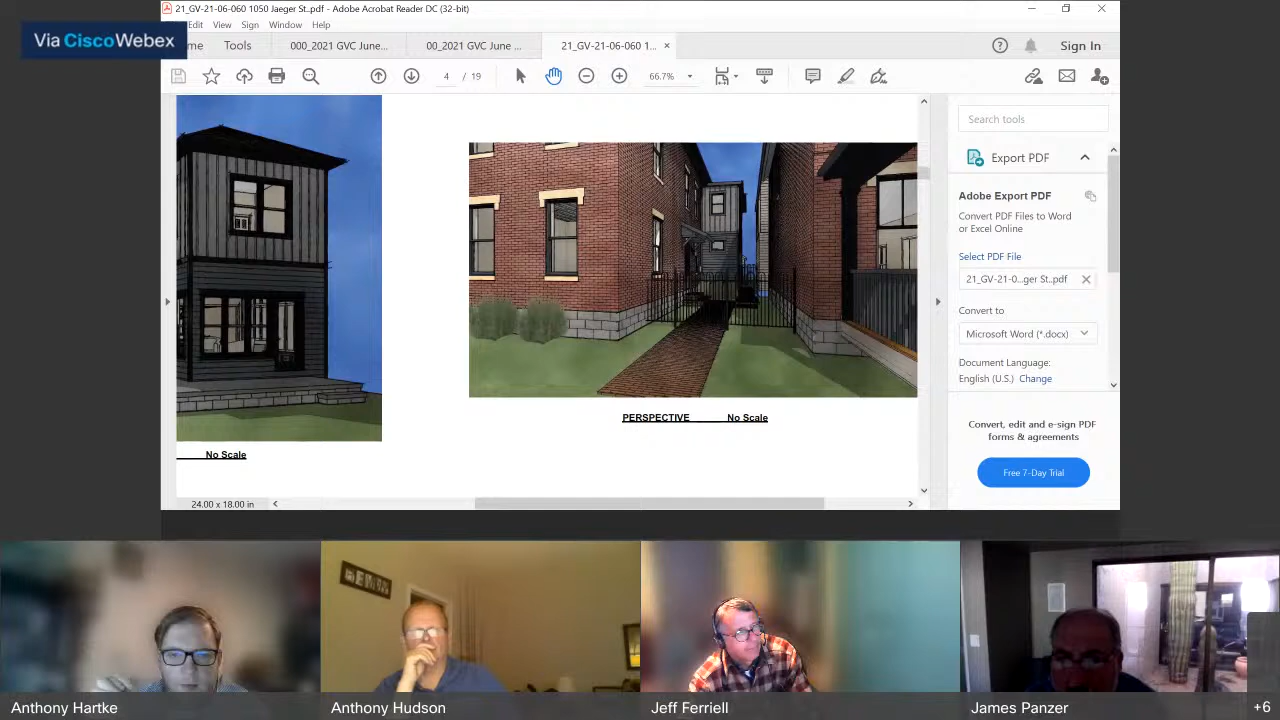 21_GV-21-06-060 1050 Jaeger St..pdf - Adobe Acrobat Reader DC (32-bit)
Edit View Sign Window Help
Via CiscoWebex
me Tools 000_2021 GVC June... 00_2021 GVC June ... 21_GV-21-06-060 1... × Sign In
4 / 19 66.7%
Search tools
Export PDF
Adobe Export PDF
Convert PDF Files to Word
or Excel Online
Select PDF File
21_GV-21-0...ger St..pdf
Convert to
Microsoft Word (*.docx)
Document Language:
English (U.S.) Change
Convert, edit and e-sign PDF
forms & agreements
Free 7-Day Trial
PERSPECTIVE No Scale
No Scale
24.00 x 18.00 in
Anthony Hartke Anthony Hudson Jeff Ferriell James Panzer +6